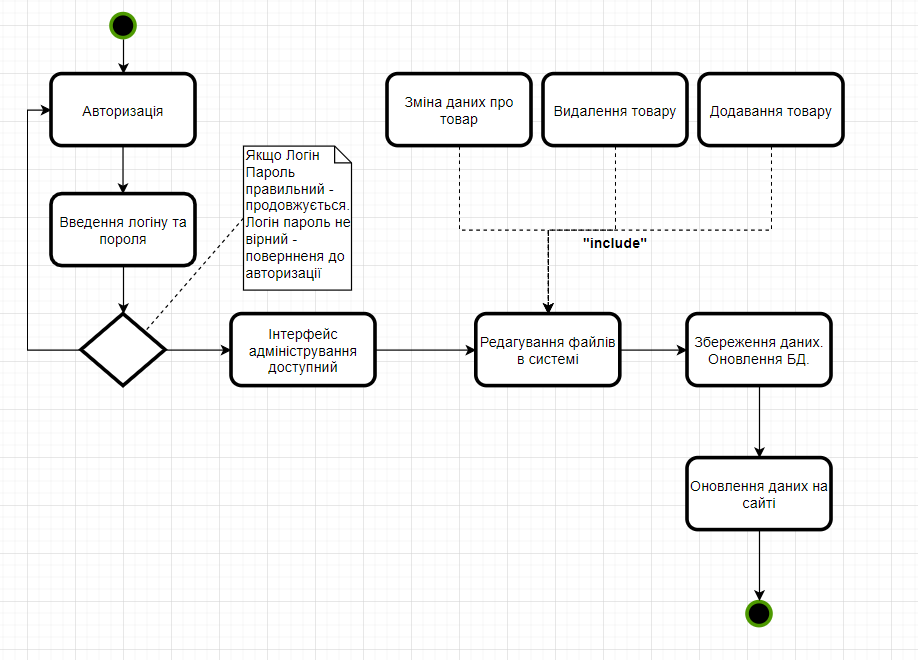 Авторизація
Введення логіну та
пороля
Якщо Логін
Пароль
правильний -
продовжується.
Логін пароль не
вірний -
повернненя до
авторизації
Зміна даних про
товар
Видалення товару
Додавання товару
"include"
Інтерфейс
адміністрування
доступний
Редагування файлів
в системі
Збереження даних.
Оновлення БД.
Оновлення даних на
сайті